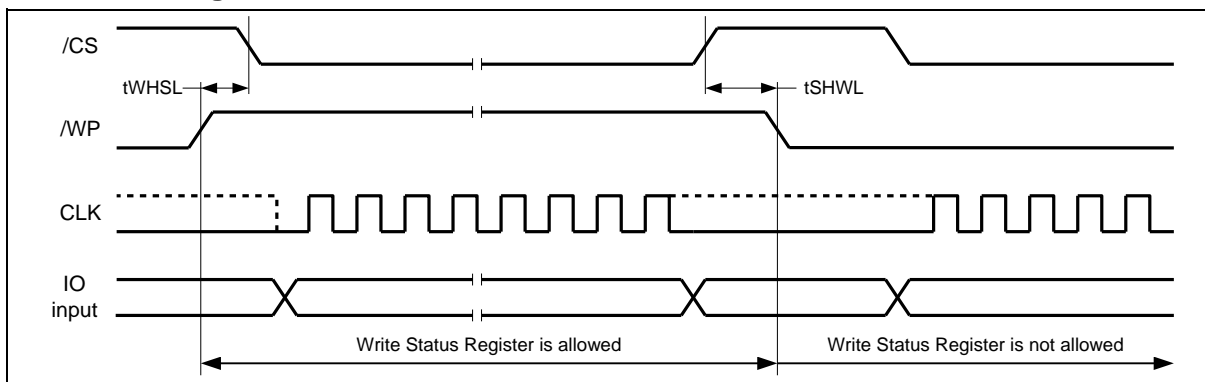 /CS
tWHSL
tSHWL
/WP
CLK
IO
input
Write Status Register is allowed
Write Status Register is not allowed